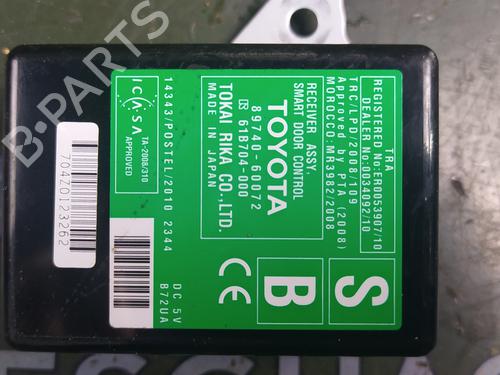 TRA
REGISTERED No:ER0053907/10
DEALER No:0034092/10
TRC/LPD/2008/109
Approved by PTA (2008)
MOROCCO:MR3982/2008
RECEIVER ASSY,
SMART DOOR CONTROL
TOYOTA
89740-60072
618704-000
TOKAI RIKA CO.,LTD.
MADE IN JAPAN
S
B
CE
ICASA
TA-2008/310
APPROVED
14343/POSTEL/2010 2344
DC 5V
B72UA
704Z0123262
B-PARTS